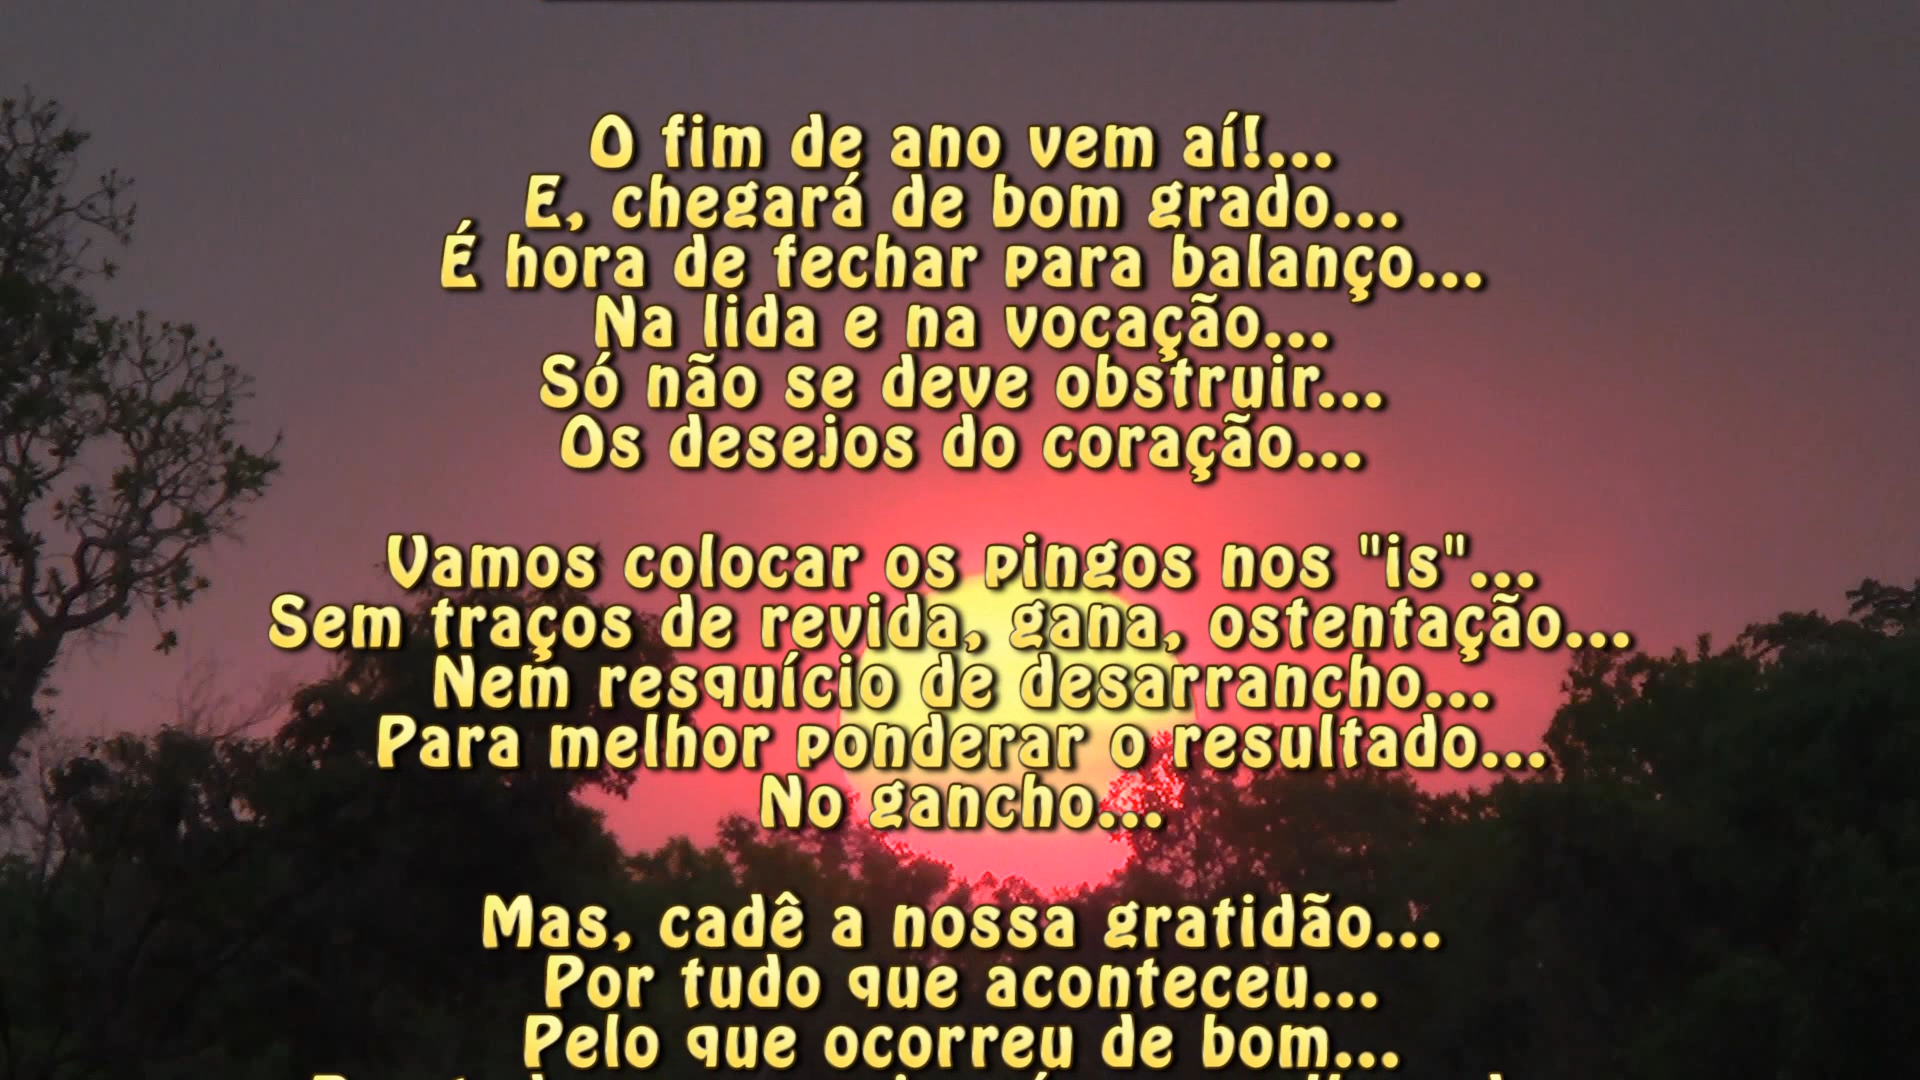 O fim de ano vem aí!...
E, chegará de bom grado...
É hora de fechar para balanço...
Na lida e na vocação...
Só não se deve obstruir...
Os desejos do coração...
Vamos colocar os pingos nos "is"...
Sem traços de revida, gana, ostentação...
Nem resquício de desarrancho...
Para melhor ponderar o resultado...
No gancho...
Mas, cadê a nossa gratidão...
Por tudo que aconteceu...
Pelo que ocorreu de bom...